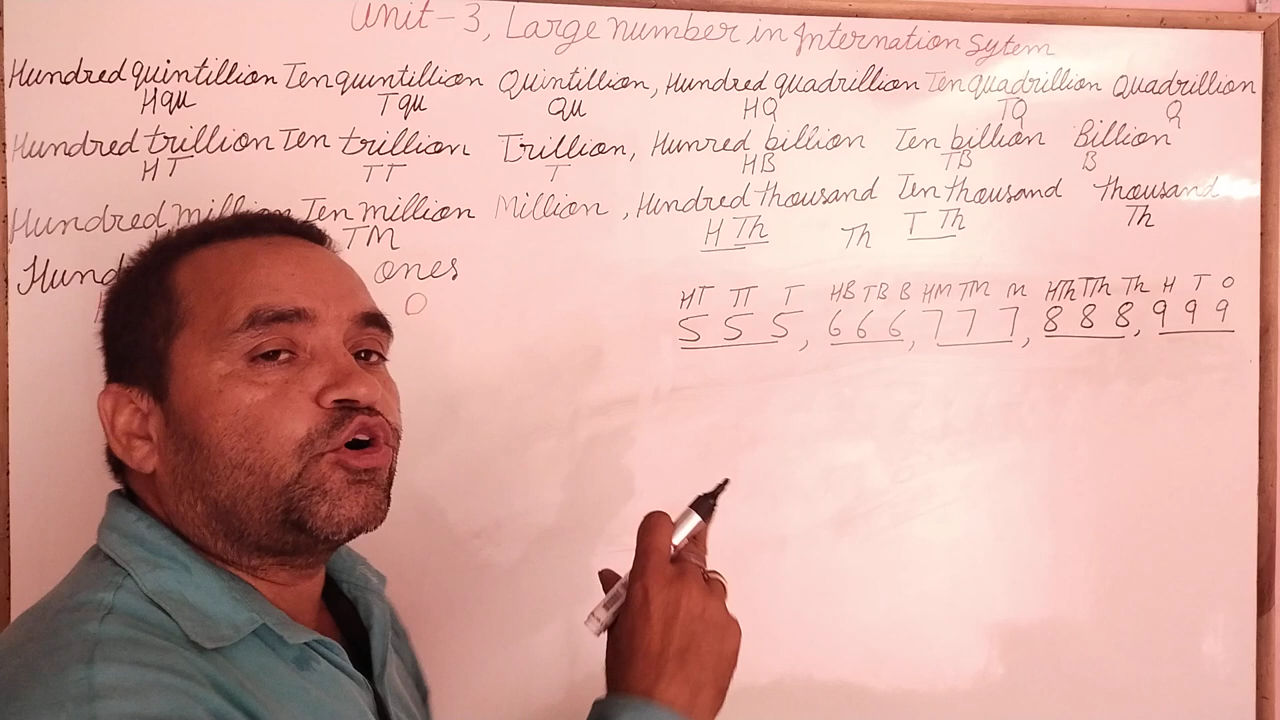 Unit-3, Large number in Internation Sytem
Hundred quintillion Ten quintillion Quintillion, Hundred quadrillion Ten quadrillion Quadrillion
Hqu Tqu Qu HQ TQ Q
Hundred trillion Ten trillion Trillion, Hunred billion Ten billion Billion
HT TT T HB TB B
Hundred million Ten million Million, Hundred thousand Ten thousand thousand
TM H Th Th T Th Th
ones
O
HT TT T HB TB B HM TM M HTh TTh Th H T O
5 5 5, 6 6 6, 7 7 7, 8 8 8, 9 9 9